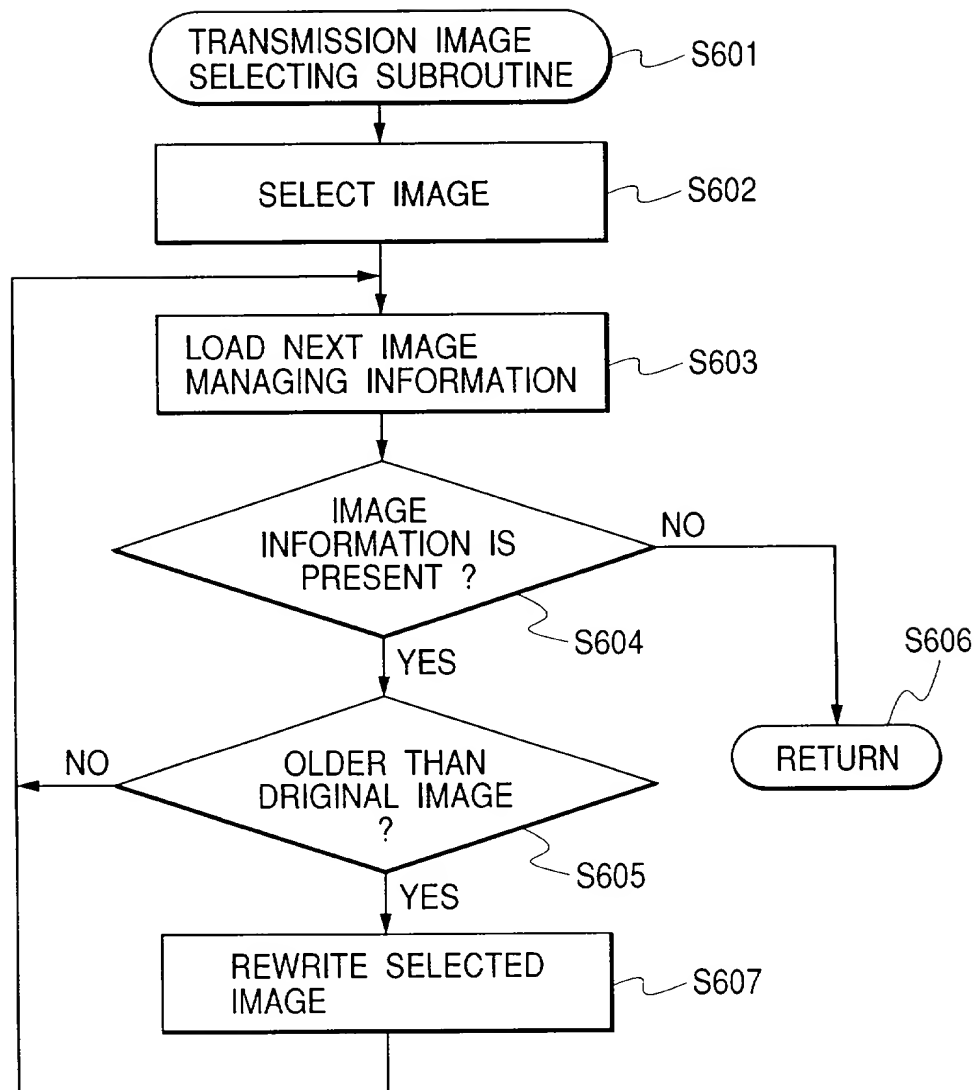 TRANSMISSION IMAGE
SELECTING SUBROUTINE
S601
SELECT IMAGE
S602
LOAD NEXT IMAGE
MANAGING INFORMATION
S603
IMAGE
INFORMATION IS
PRESENT ?
NO
S604
YES
S606
RETURN
NO
OLDER THAN
DRIGINAL IMAGE
?
S605
YES
REWRITE SELECTED
IMAGE
S607